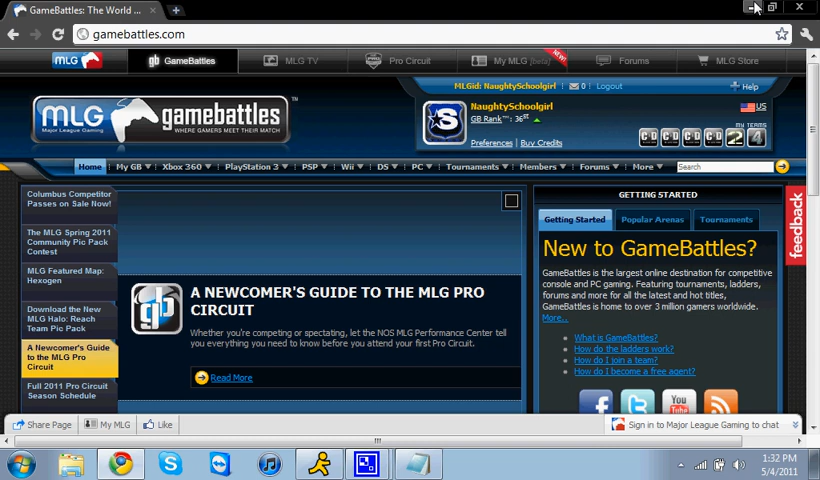 GameBattles: The World ...
gamebattles.com
MLG
gb GameBattles
MLG TV
Pro Circuit
My MLG [beta]
NEW!
Forums
MLG Store
MLGid: NaughtySchoolgirl
0
Logout
Help
MLG
Major League Gaming
gamebattles
WHERE GAMERS MEET THEIR MATCH
TM
NaughtySchoolgirl
GB Rank™: 36st
US
MY TEAMS
Preferences | Buy Credits
Home
My GB
Xbox 360
PlayStation 3
PSP
Wii
DS
PC
Tournaments
Members
Forums
More
Search
Columbus Competitor
Passes on Sale Now!
The MLG Spring 2011
Community Pic Pack
Contest
MLG Featured Map:
Hexogen
Download the New
MLG Halo: Reach
Team Pic Pack
A Newcomer's Guide
to the MLG Pro
Circuit
Full 2011 Pro Circuit
Season Schedule
gb
A NEWCOMER'S GUIDE TO THE MLG PRO
CIRCUIT
Whether you're competing or spectating, let the NOS MLG Performance Center tell
you everything you need to know before you attend your first Pro Circuit.
Read More
GETTING STARTED
Getting Started
Popular Arenas
Tournaments
New to GameBattles?
GameBattles is the largest online destination for competitive
console and PC gaming. Featuring tournaments, ladders,
forums and more for all the latest and hot titles,
GameBattles is home to over 3 million gamers worldwide.
More..
What is GameBattles?
How do the ladders work?
How do I join a team?
How do I become a free agent?
feedback
You
Share Page
My MLG
Like
Sign in to Major League Gaming to chat
1:32 PM
5/4/2011